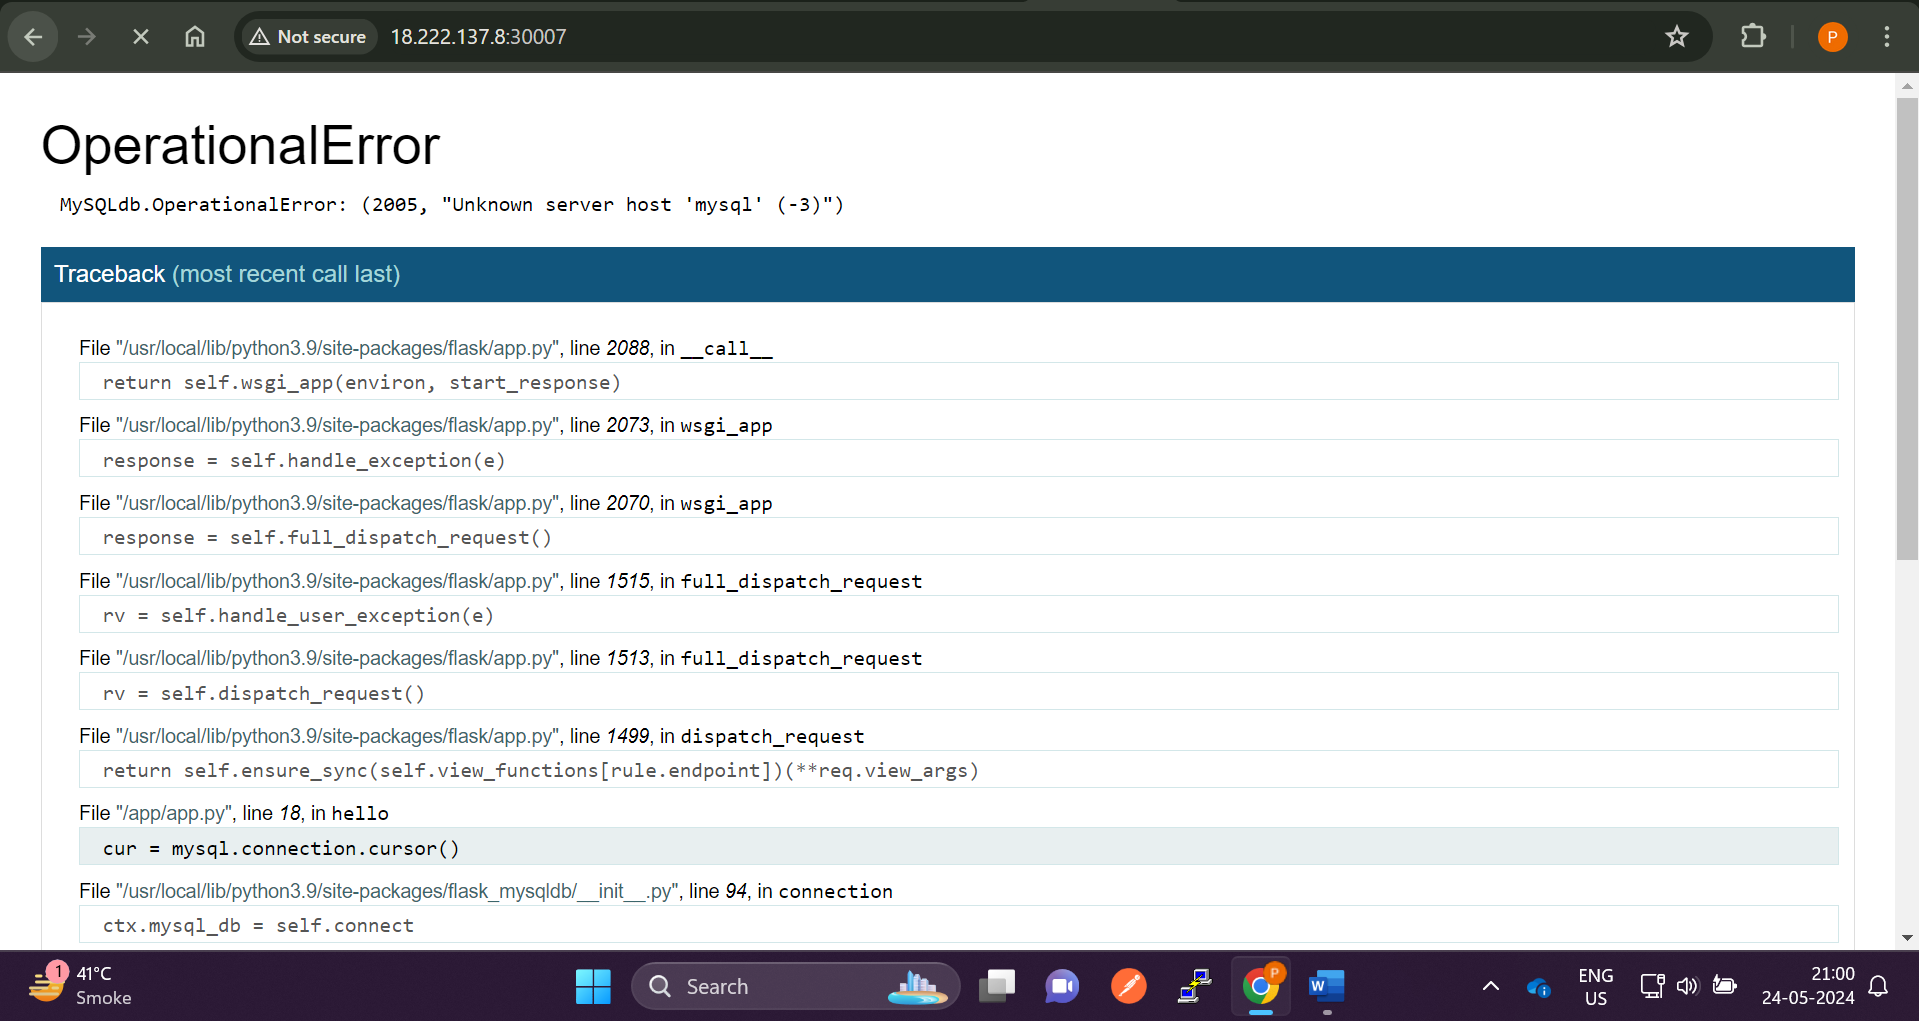 Not secure
18.222.137.8:30007
P
OperationalError
MySQLdb.OperationalError: (2005, "Unknown server host 'mysql' (-3)")
Traceback (most recent call last)
File "/usr/local/lib/python3.9/site-packages/flask/app.py", line 2088, in __call__
return self.wsgi_app(environ, start_response)
File "/usr/local/lib/python3.9/site-packages/flask/app.py", line 2073, in wsgi_app
response = self.handle_exception(e)
File "/usr/local/lib/python3.9/site-packages/flask/app.py", line 2070, in wsgi_app
response = self.full_dispatch_request()
File "/usr/local/lib/python3.9/site-packages/flask/app.py", line 1515, in full_dispatch_request
rv = self.handle_user_exception(e)
File "/usr/local/lib/python3.9/site-packages/flask/app.py", line 1513, in full_dispatch_request
rv = self.dispatch_request()
File "/usr/local/lib/python3.9/site-packages/flask/app.py", line 1499, in dispatch_request
return self.ensure_sync(self.view_functions[rule.endpoint])(**req.view_args)
File "/app/app.py", line 18, in hello
cur = mysql.connection.cursor()
File "/usr/local/lib/python3.9/site-packages/flask_mysqldb/__init__.py", line 94, in connection
ctx.mysql_db = self.connect
1
41°C
Smoke
Search
P
W
ENG
US
21:00
24-05-2024